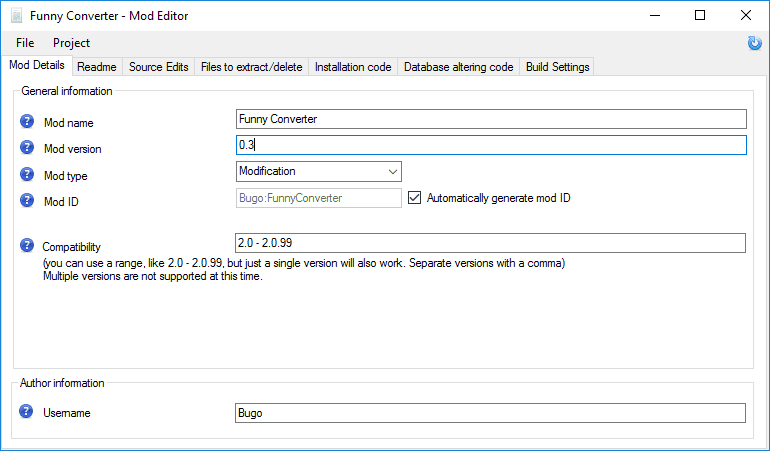 Funny Converter - Mod Editor
File Project
Mod Details Readme Source Edits Files to extract/delete Installation code Database altering code Build Settings
General information
? Mod name Funny Converter
? Mod version 0.3
? Mod type Modification
? Mod ID Bugo:FunnyConverter Automatically generate mod ID
? Compatibility 2.0 - 2.0.99
(you can use a range, like 2.0 - 2.0.99, but just a single version will also work. Separate versions with a comma)
Multiple versions are not supported at this time.
Author information
? Username Bugo